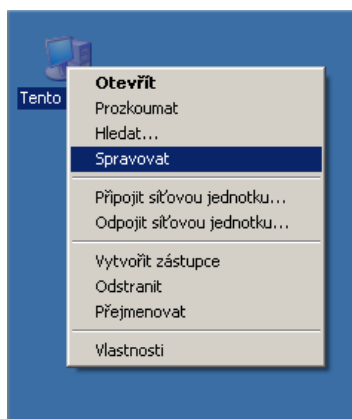 Tento
Otevřít
Prozkoumat
Hledat...
Spravovat
Připojit síťovou jednotku...
Odpojit síťovou jednotku...
Vytvořit zástupce
Odstranit
Přejmenovat
Vlastnosti